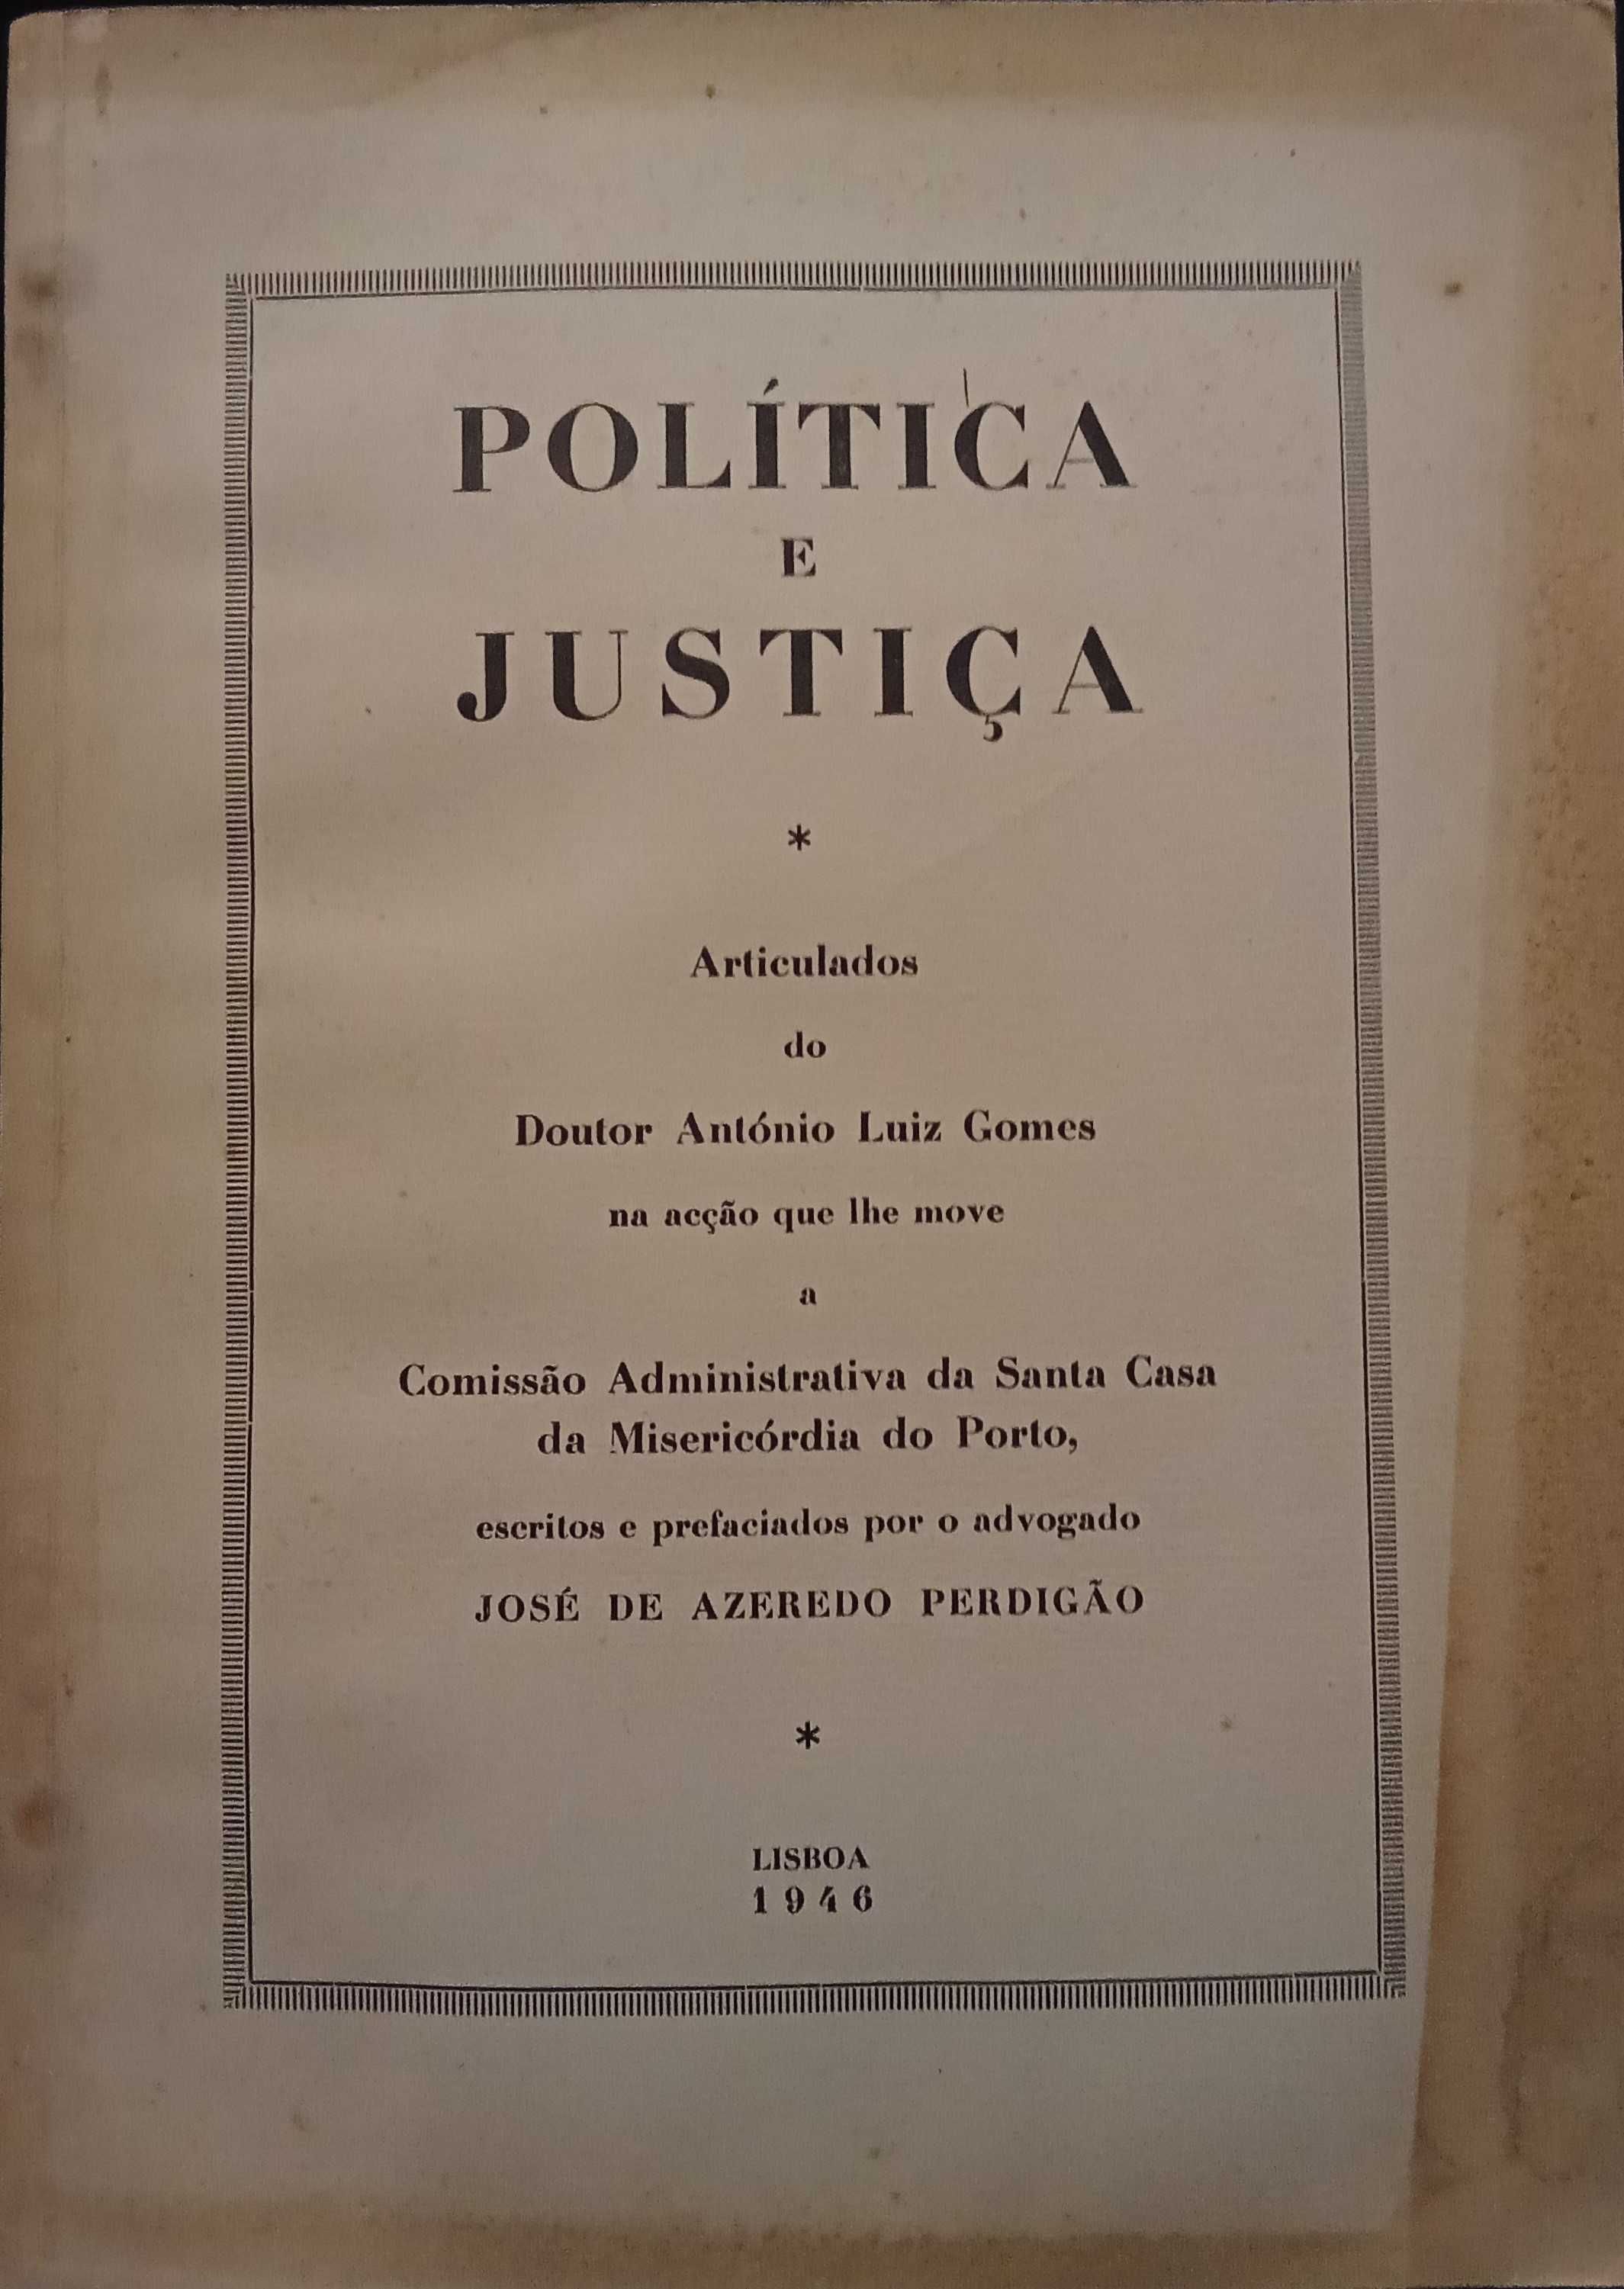 POLÍTICA
E
JUSTIÇA
*
Articulados
do
Doutor António Luiz Gomes
na acção que lhe move
a
Comissão Administrativa da Santa Casa
da Misericórdia do Porto,
escritos e prefaciados por o advogado
JOSÉ DE AZEREDO PERDIGÃO
*
LISBOA
1946